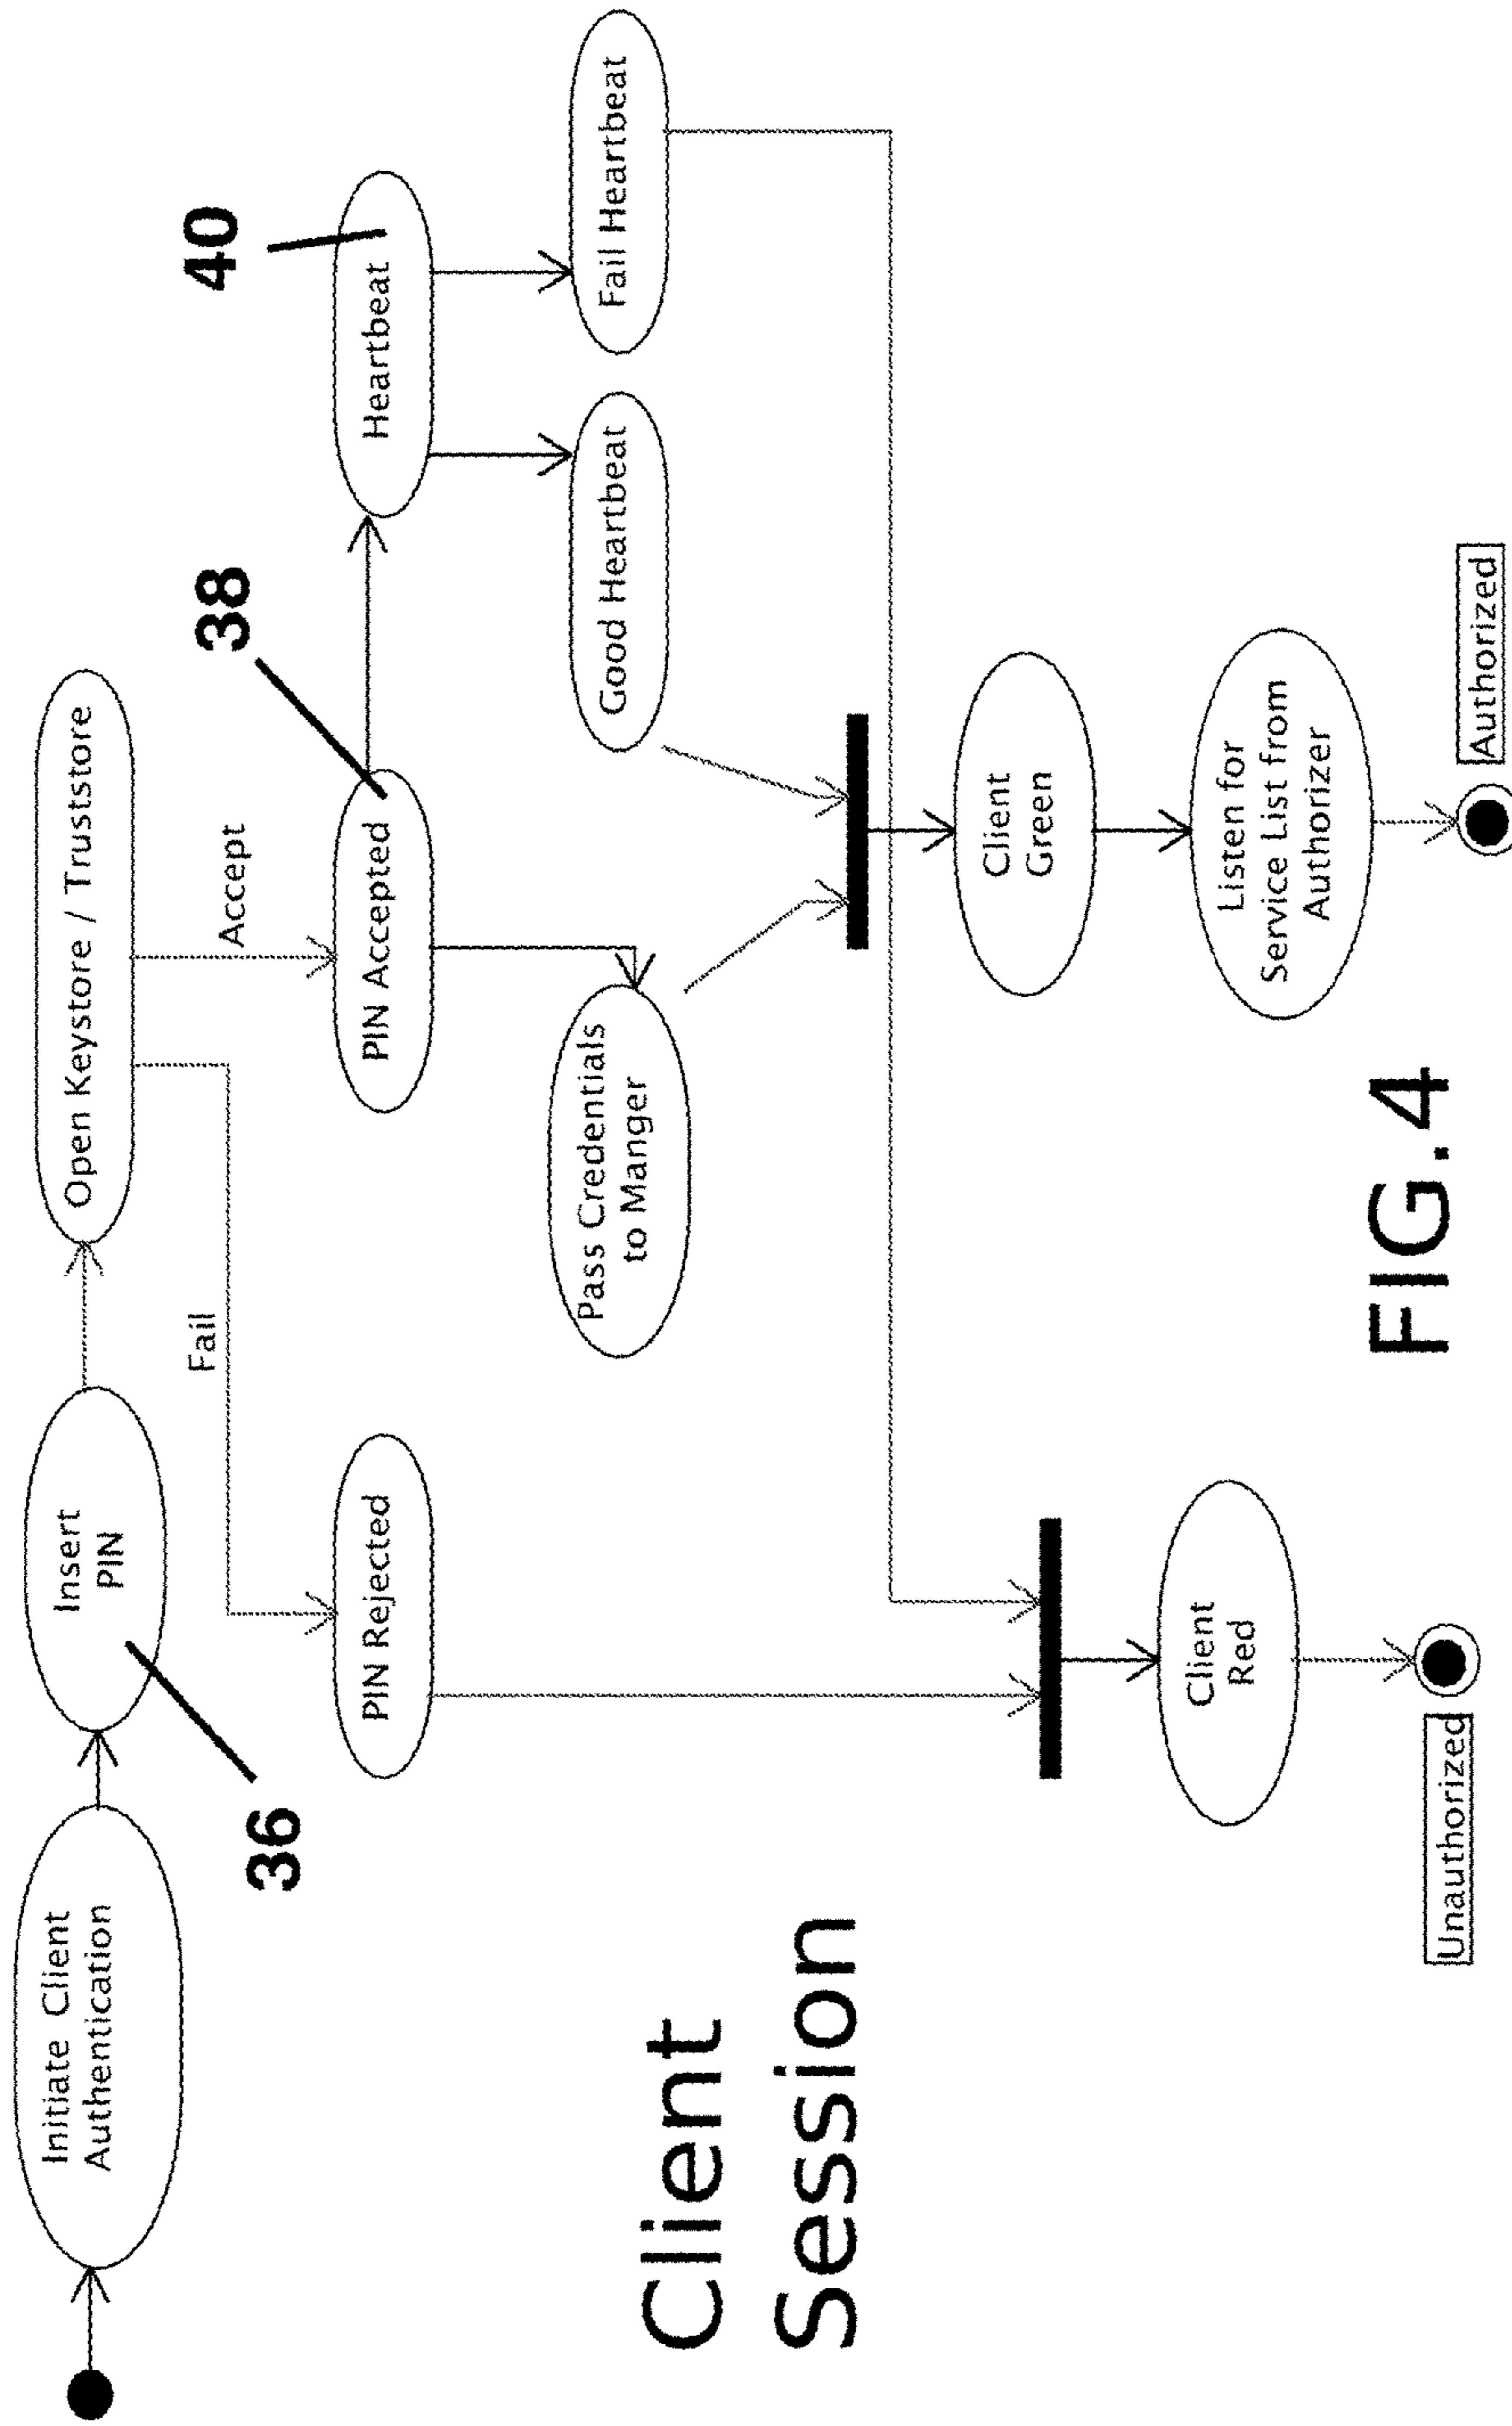 Initiate Client
Authentication
Insert
PIN
36
Open Keystore / Truststore
Fail
Accept
PIN Rejected
PIN Accepted
38
Heartbeat
40
Pass Credentials
to Manger
Good Heartbeat
Fail Heartbeat
Client
Session
Client
Red
Unauthorized
Client
Green
Listen for
Service List from
Authorizer
Authorized
FIG.4